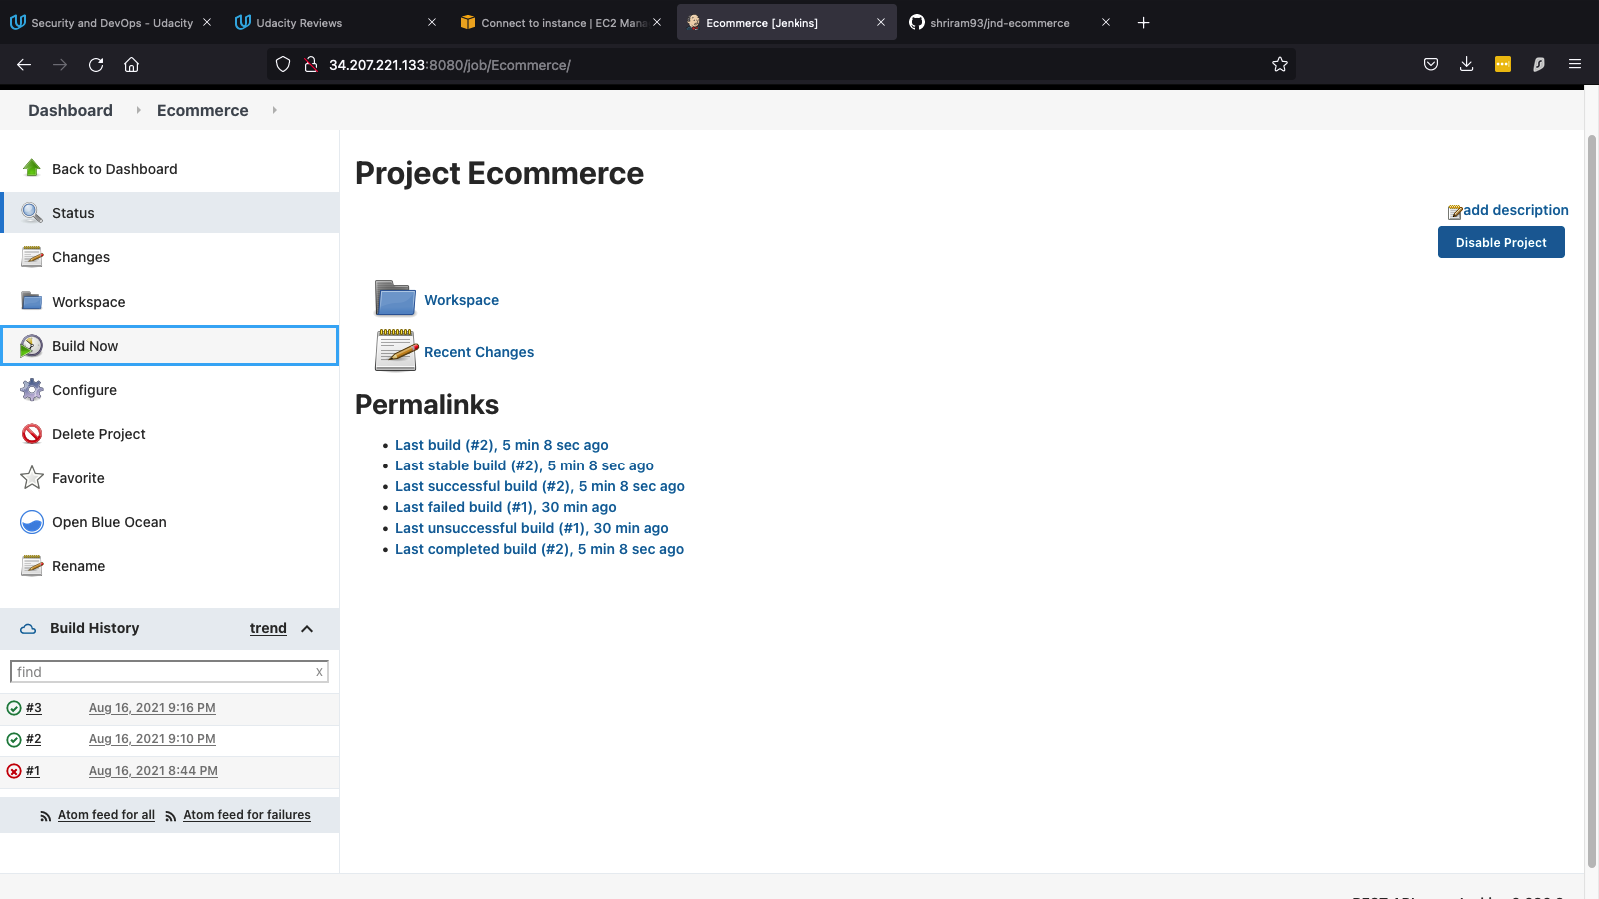 Security and DevOps - Udacity
Udacity Reviews
Connect to instance | EC2 Mana
Ecommerce [Jenkins]
shriram93/jnd-ecommerce
34.207.221.133:8080/job/Ecommerce/
Dashboard
Ecommerce
Back to Dashboard
Status
Changes
Workspace
Build Now
Configure
Delete Project
Favorite
Open Blue Ocean
Rename
Build History
trend
find
x
#3 Aug 16, 2021 9:16 PM
#2 Aug 16, 2021 9:10 PM
#1 Aug 16, 2021 8:44 PM
Atom feed for all
Atom feed for failures
Project Ecommerce
add description
Disable Project
Workspace
Recent Changes
Permalinks
Last build (#2), 5 min 8 sec ago
Last stable build (#2), 5 min 8 sec ago
Last successful build (#2), 5 min 8 sec ago
Last failed build (#1), 30 min ago
Last unsuccessful build (#1), 30 min ago
Last completed build (#2), 5 min 8 sec ago